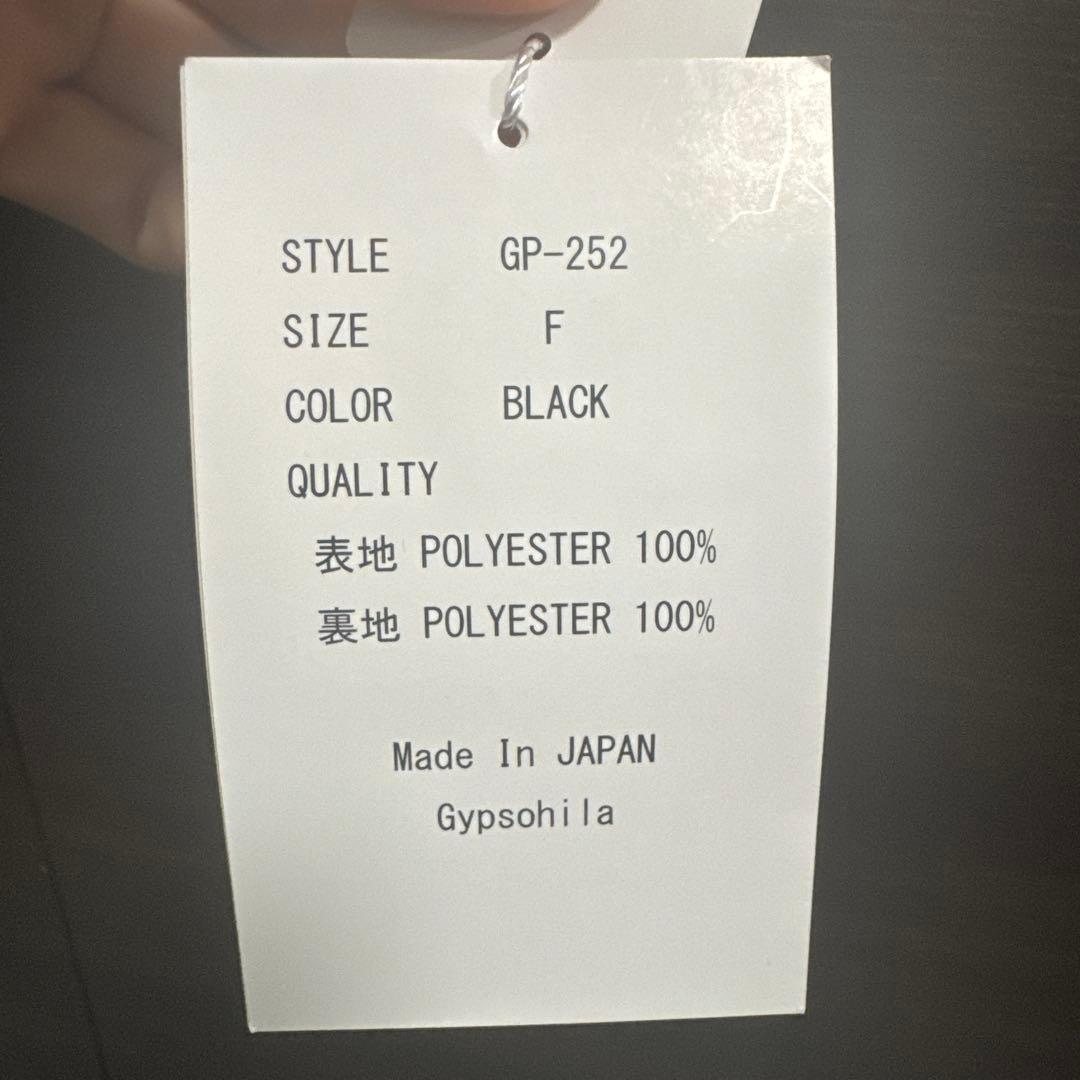 STYLE GP-252
SIZE F
COLOR BLACK
QUALITY
表地 POLYESTER 100%
裏地 POLYESTER 100%
Made In JAPAN
Gypsohila